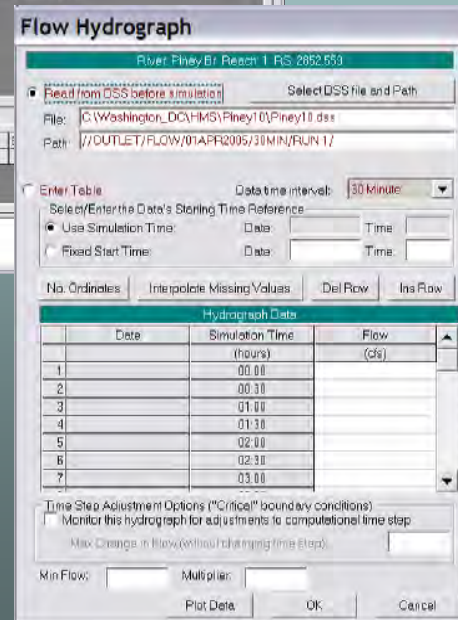 Flow Hydrograph
River: Piney Br Reach: 1 RS: 2852.553
Read from DSS before simulation Select DSS file and Path
File: C:\Washington_DC\HMS\Piney10\Piney10.dss
Path: //OUTLET/FLOW/01APR2005/30MIN/RUN 1/
Enter Table Data time interval: 30 Minute
Select/Enter the Data's Starting Time Reference
Use Simulation Time: Date: Time:
Fixed Start Time: Date: Time:
No. Ordinates Interpolate Missing Values Del Row Ins Row
Hydrograph Data
Date Simulation Time Flow
(hours) (cfs)
1 00:00
2 00:30
3 01:00
4 01:30
5 02:00
6 02:30
7 03:00
Time Step Adjustment Options ("Critical" boundary conditions)
Monitor this hydrograph for adjustments to computational time step
Max Change in Flow (without changing time step):
Min Flow: Multiplier:
Plot Data OK Cancel